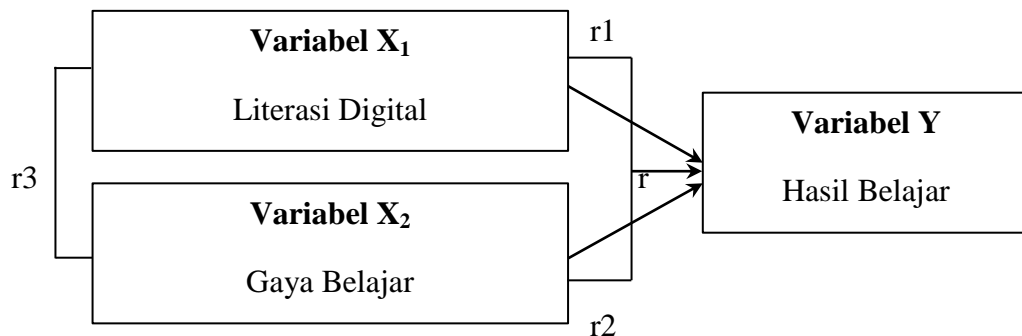 Variabel X₁
Literasi Digital
r1
Variabel Y
Hasil Belajar
r3
r
Variabel X₂
Gaya Belajar
r2